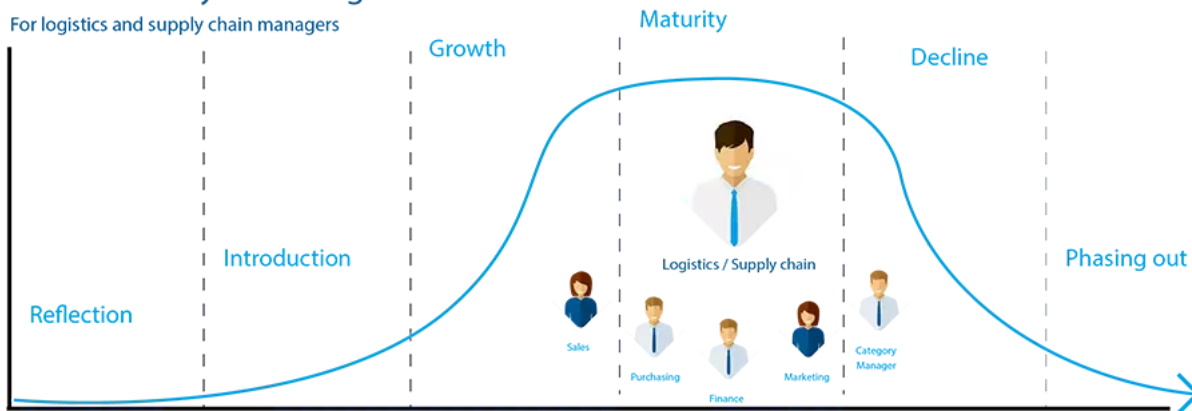 For logistics and supply chain managers
Maturity
Growth
Decline
Introduction
Logistics / Supply chain
Phasing out
Reflection
Sales
Purchasing
Finance
Marketing
Category
Manager